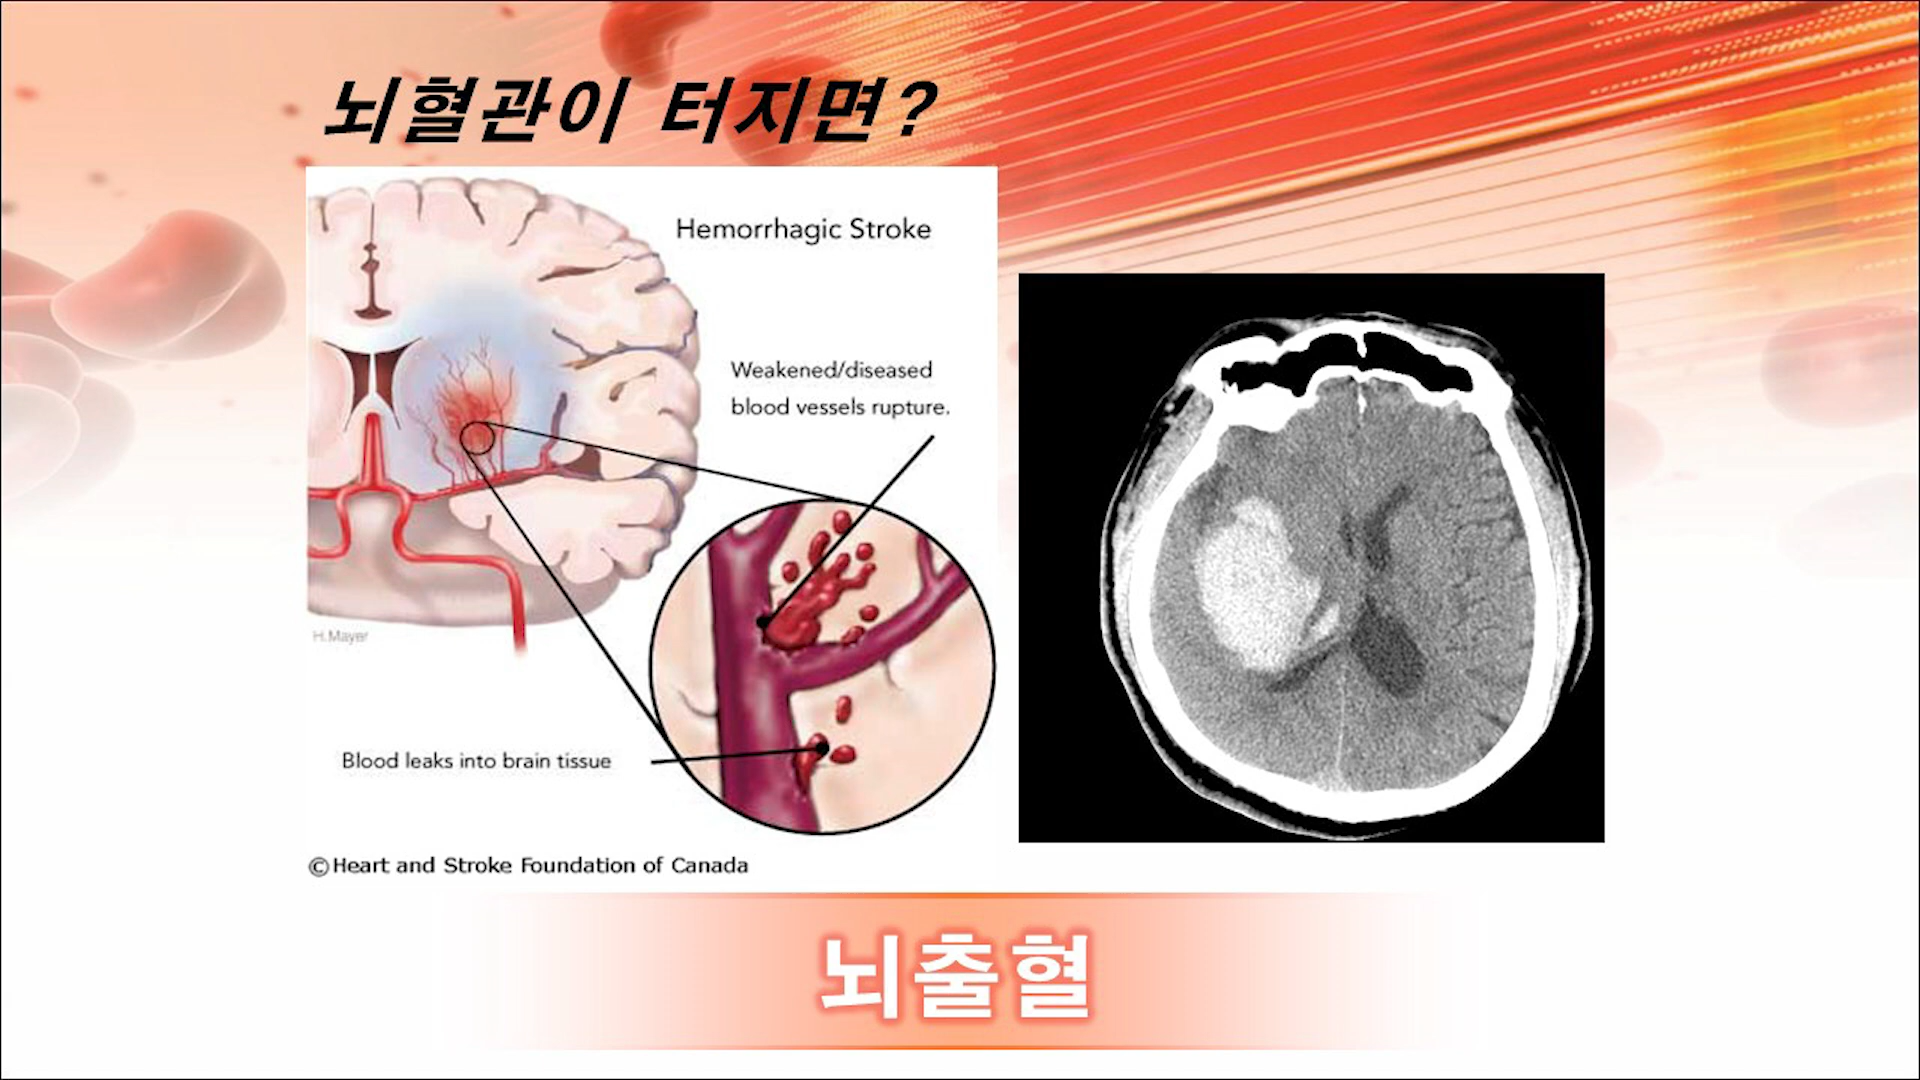 뇌혈관이 터지면?
Hemorrhagic Stroke
Weakened/diseased
blood vessels rupture.
H.Mayer
Blood leaks into brain tissue
©Heart and Stroke Foundation of Canada
뇌출혈